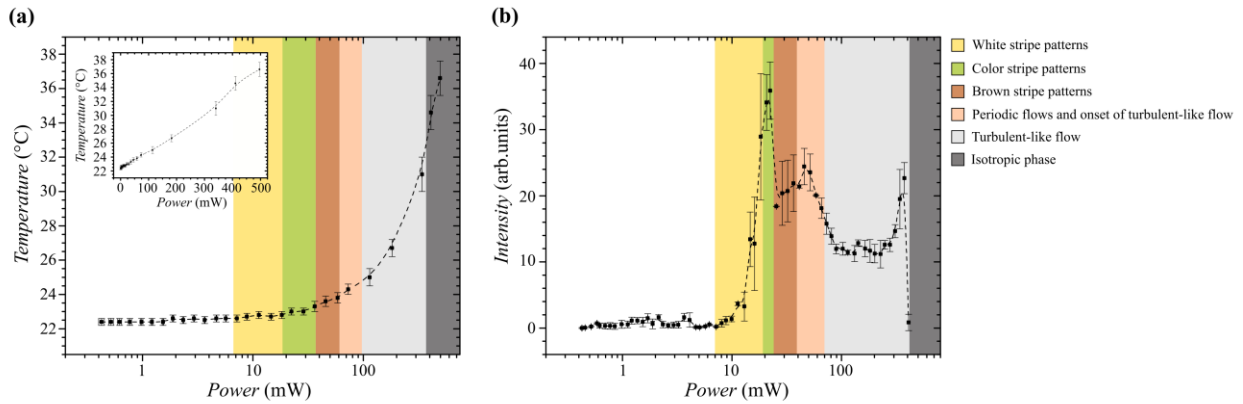 (a)
38
36
34
32
30
28
26
24
22
Temperature (°C)
1
10
100
Power (mW)
38
36
34
32
30
28
26
24
22
Temperature (°C)
0
100
200
300
400
500
Power (mW)
(b)
40
30
20
10
0
Intensity (arb.units)
1
10
100
Power (mW)
White stripe patterns
Color stripe patterns
Brown stripe patterns
Periodic flows and onset of turbulent-like flow
Turbulent-like flow
Isotropic phase